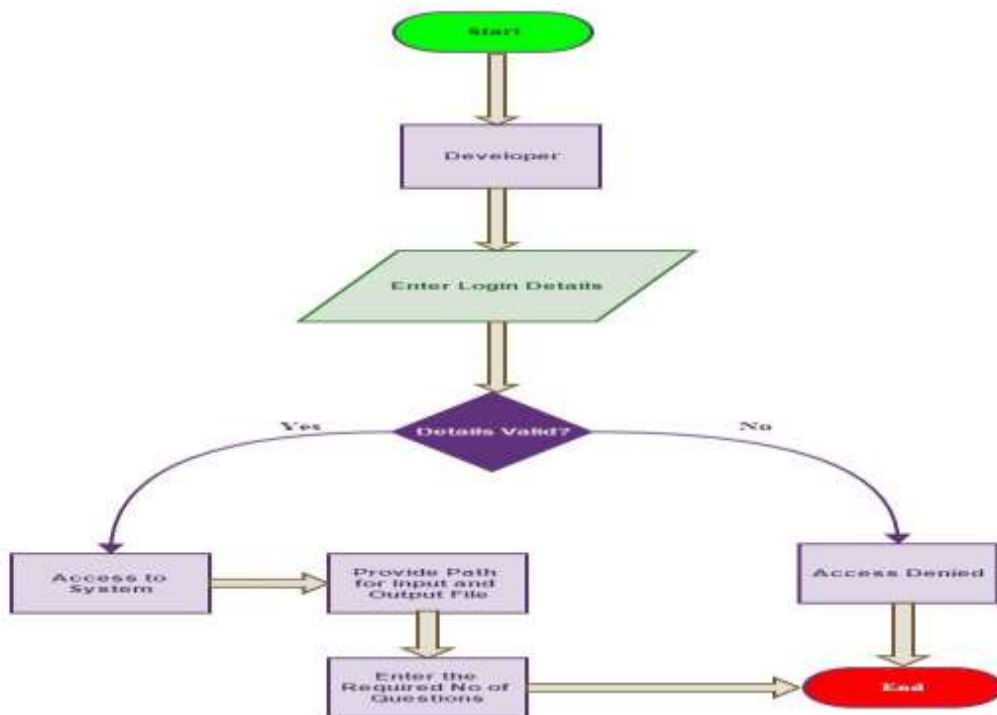 Start
Developer
Enter Login Details
Details Valid?
Yes
No
Access to
System
Provide Path
for Input and
Output File
Access Denied
Enter the
Required No of
Questions
End